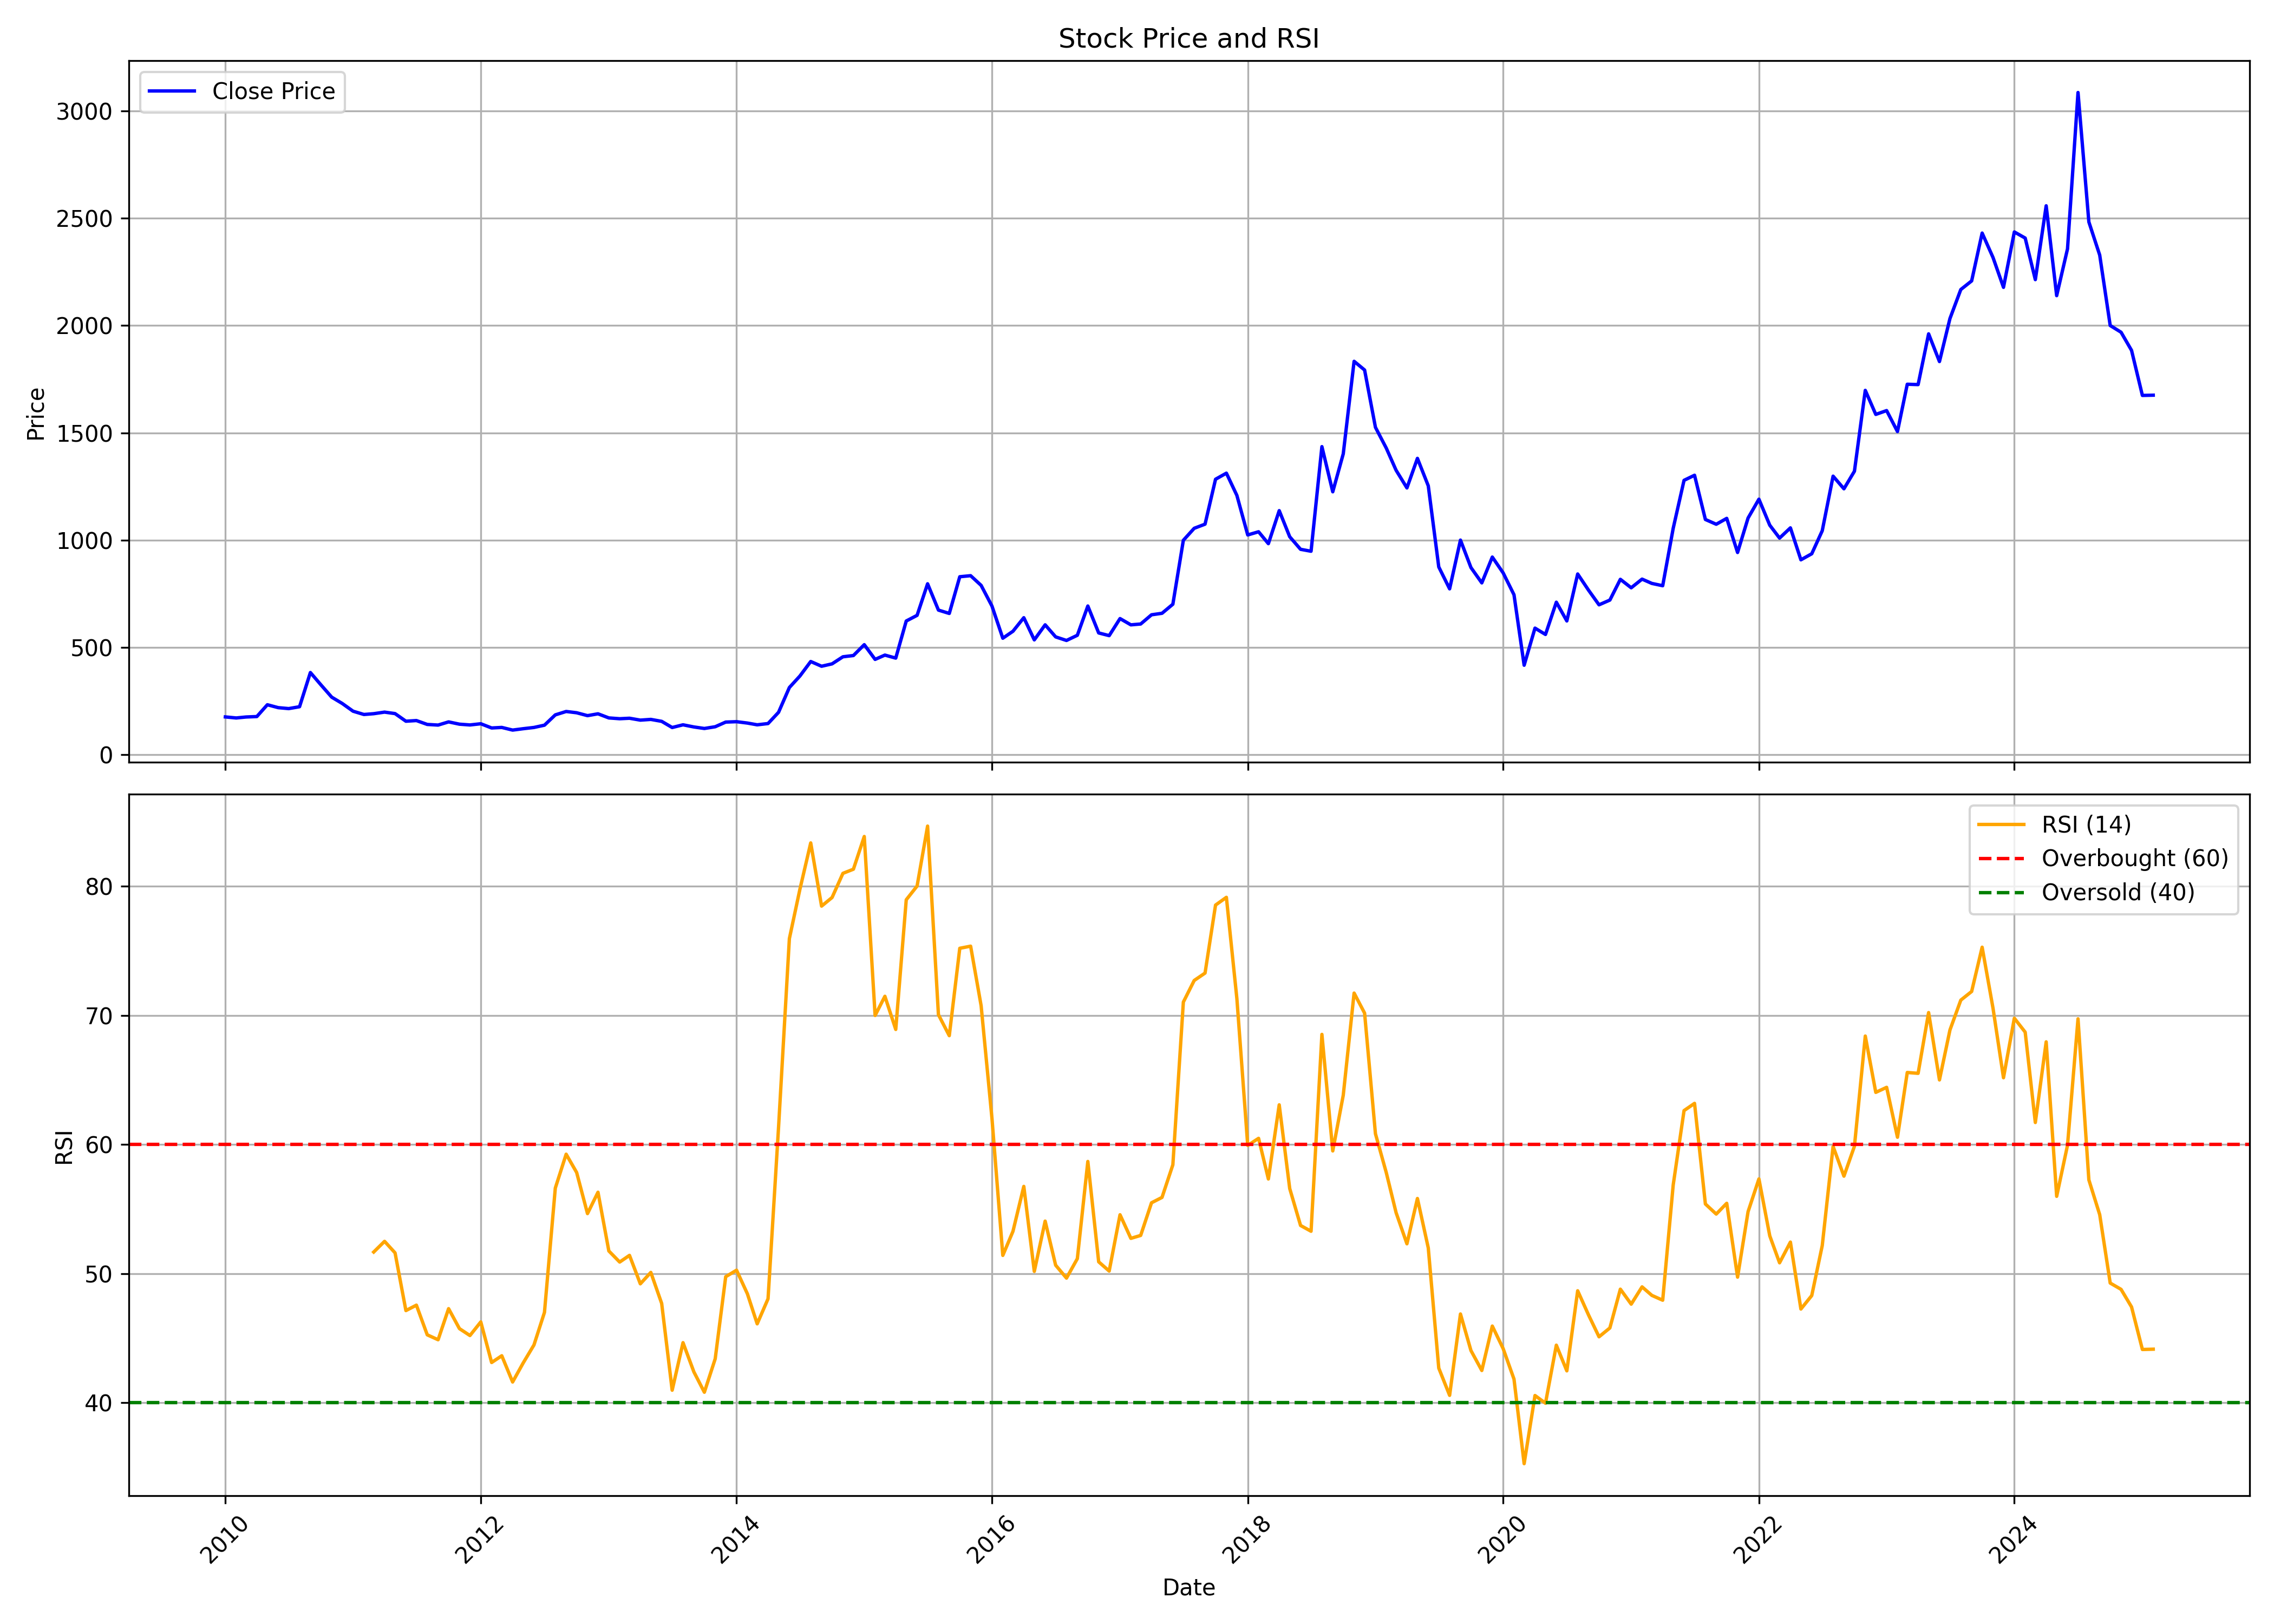 Stock Price and RSI
Close Price
3000
2500
2000
1500
1000
500
0
Price
RSI (14)
Overbought (60)
Oversold (40)
80
70
60
50
40
RSI
2010
2012
2014
2016
2018
2020
2022
2024
Date